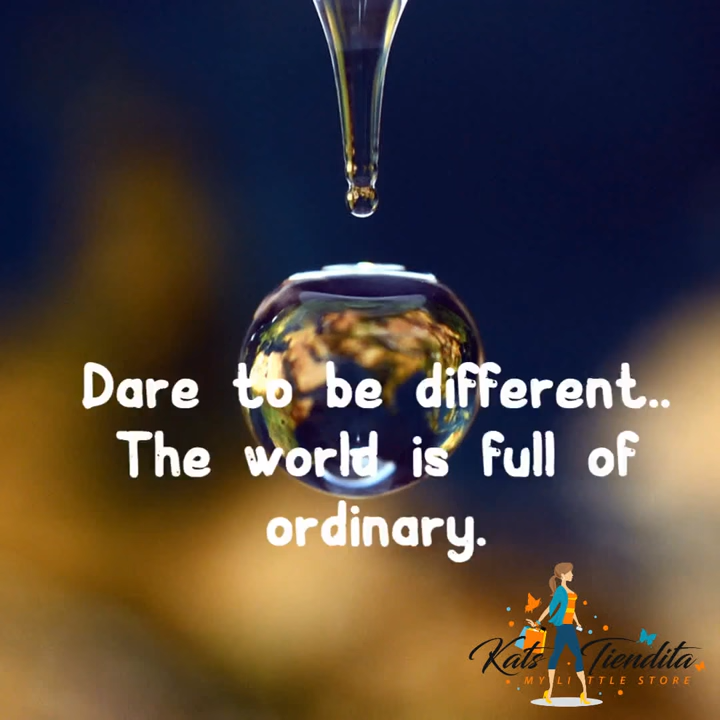 Dare to be different..
The world is full of
ordinary.
Kats Tiendita
MY LITTLE STORE